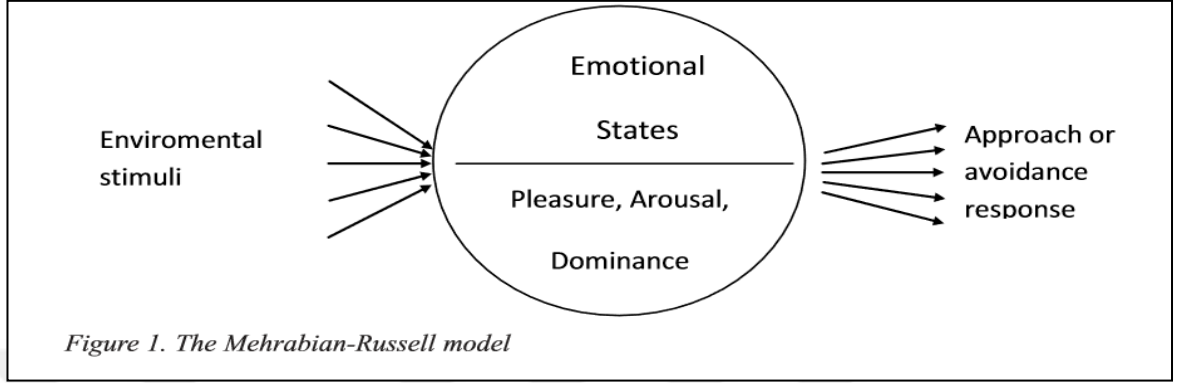 Enviromental
stimuli
Emotional
States
Pleasure, Arousal,
Dominance
Approach or
avoidance
response
Figure 1. The Mehrabian-Russell model